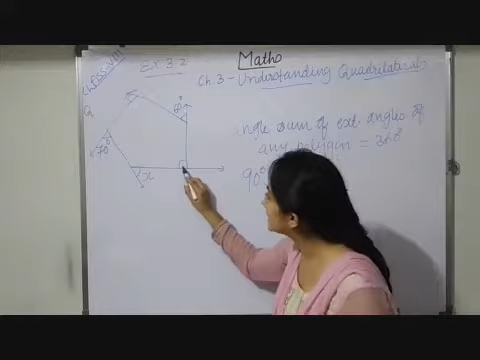 Class-VIII
Ex 3.2
Maths
Ch.3- Understanding Quadrilaterals
Q
60°
70°
x
angle sum of ext. angles of
any polygon = 360°
90°